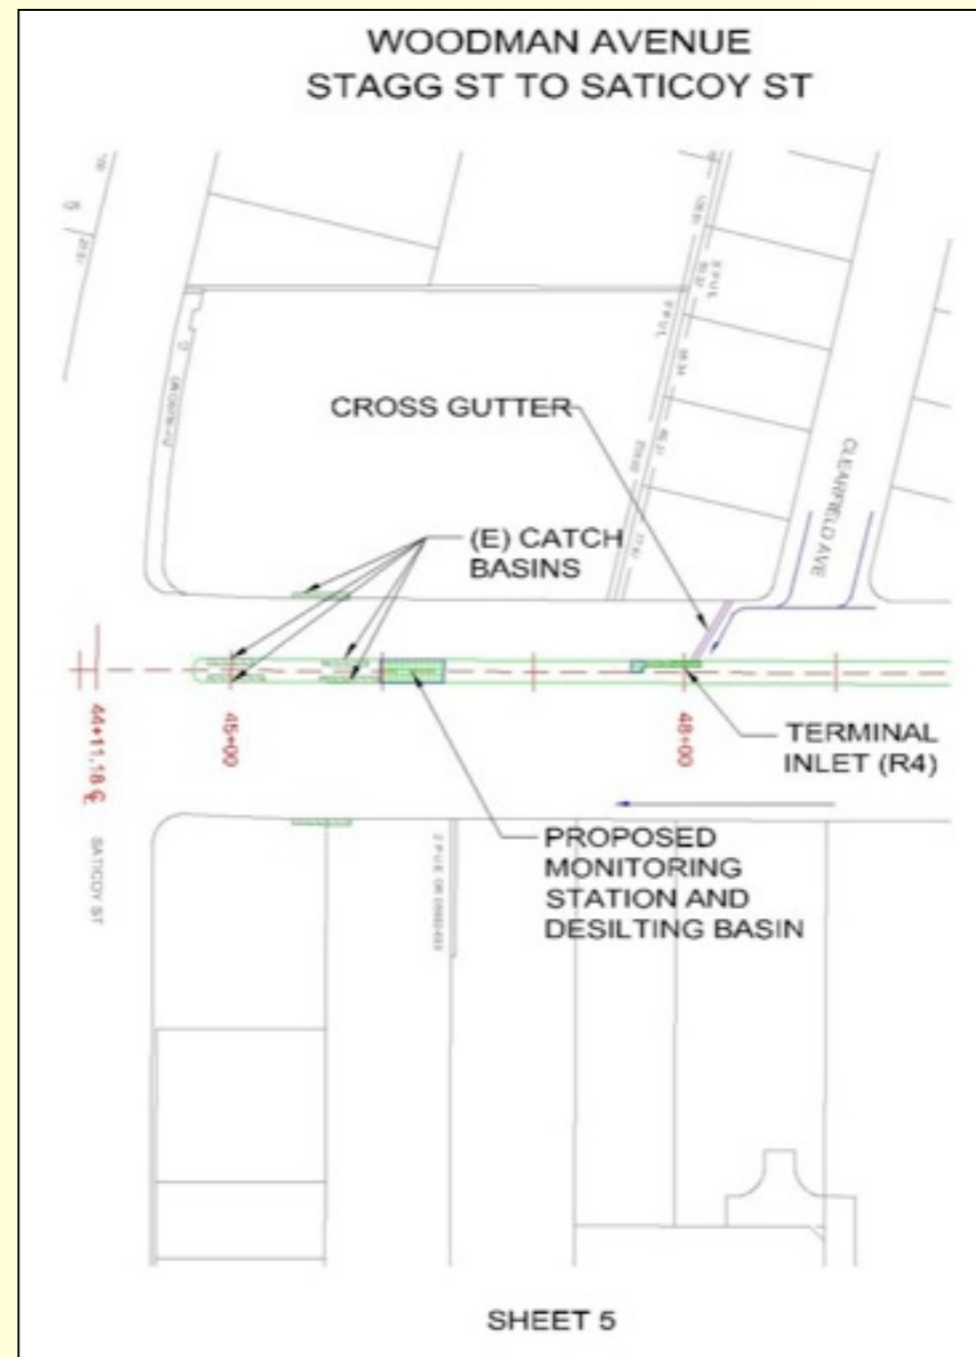 WOODMAN AVENUE
STAGG ST TO SATICOY ST
CROSS GUTTER
CLEARFIELD AVE
(E) CATCH
BASINS
44+11.18 ℄
SATICOY ST
45+00
48+00
TERMINAL
INLET (R4)
PROPOSED
MONITORING
STATION AND
DESILTING BASIN
SHEET 5